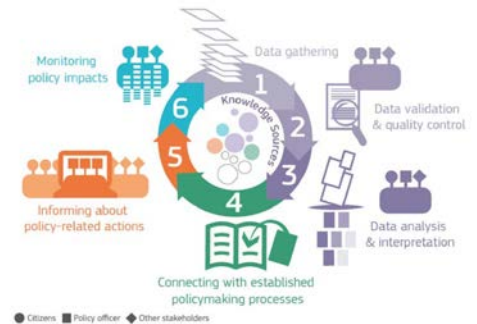 Monitoring
policy impacts
Data gathering
1
Knowledge Sources
6
2
Data validation
& quality control
5
3
4
Informing about
policy-related actions
Data analysis
& interpretation
Connecting with established
policymaking processes
Citizens Policy officer Other stakeholders